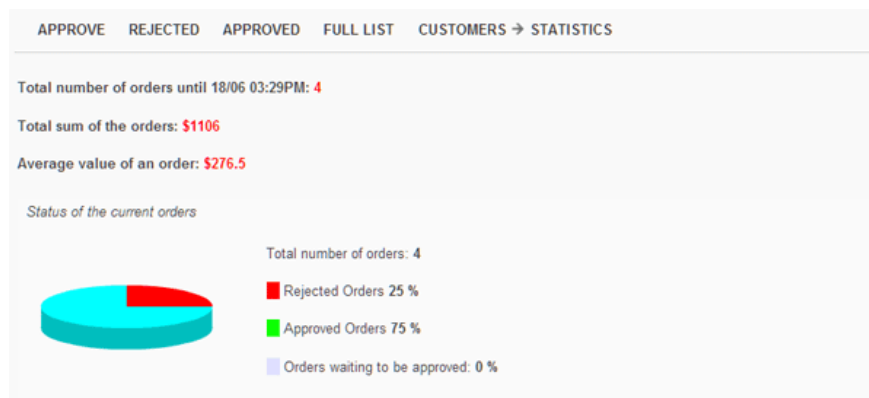 APPROVE REJECTED APPROVED FULL LIST CUSTOMERS → STATISTICS
Total number of orders until 18/06 03:29PM: 4
Total sum of the orders: $1106
Average value of an order: $276.5
Status of the current orders
Total number of orders: 4
Rejected Orders 25 %
Approved Orders 75 %
Orders waiting to be approved: 0 %